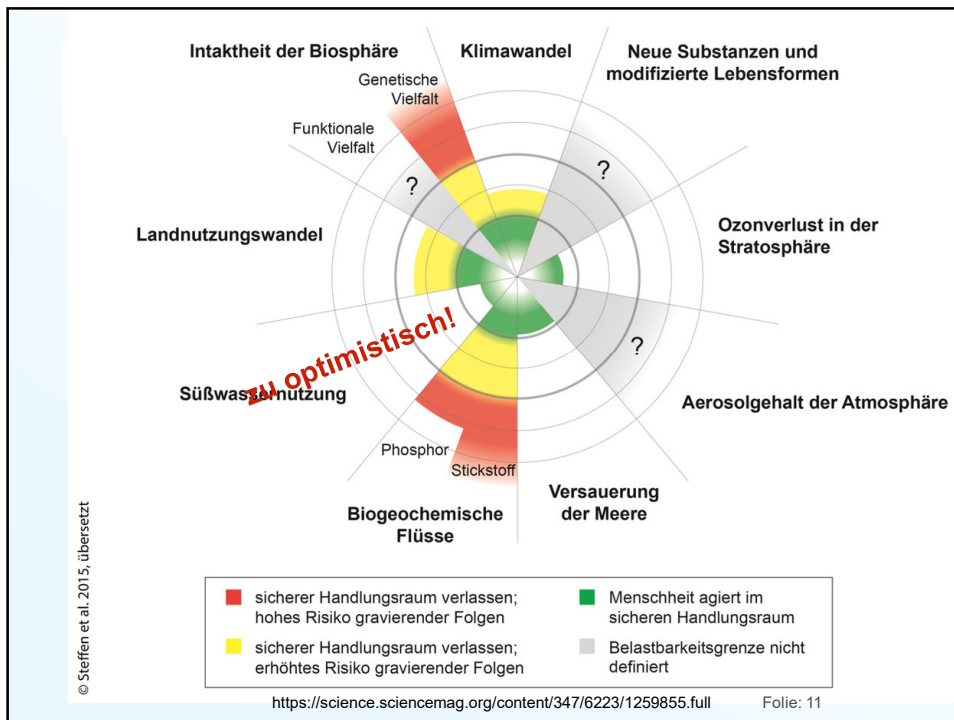 Intaktheit der Biosphäre
Klimawandel
Neue Substanzen und
modifizierte Lebensformen
Genetische
Vielfalt
Funktionale
Vielfalt
?
?
Landnutzungswandel
Ozonverlust in der
Stratosphäre
zu optimistisch!
?
Süßwassernutzung
Aerosolgehalt der Atmosphäre
Phosphor
Stickstoff
Versauerung
der Meere
Biogeochemische
Flüsse
© Steffen et al. 2015, übersetzt
sicherer Handlungsraum verlassen;
hohes Risiko gravierender Folgen
sicherer Handlungsraum verlassen;
erhöhtes Risiko gravierender Folgen
Menschheit agiert im
sicheren Handlungsraum
Belastbarkeitsgrenze nicht
definiert
https://science.sciencemag.org/content/347/6223/1259855.full
Folie: 11